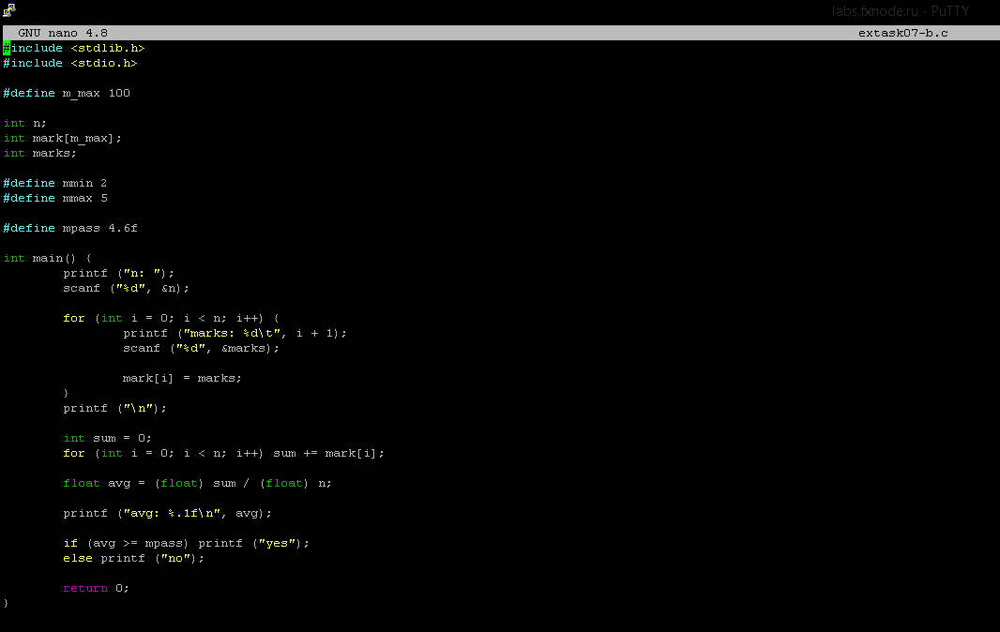 labs.fxnode.ru - PuTTY
GNU nano 4.8 extask07-b.c
#include <stdlib.h>
#include <stdio.h>
#define m_max 100
int n;
int mark[m_max];
int marks;
#define mmin 2
#define mmax 5
#define mpass 4.6f
int main() {
printf ("n: ");
scanf ("%d", &n);
for (int i = 0; i < n; i++) {
printf ("marks: %d\t", i + 1);
scanf ("%d", &marks);
mark[i] = marks;
}
printf ("\n");
int sum = 0;
for (int i = 0; i < n; i++) sum += mark[i];
float avg = (float) sum / (float) n;
printf ("avg: %.1f\n", avg);
if (avg >= mpass) printf ("yes");
else printf ("no");
return 0;
}